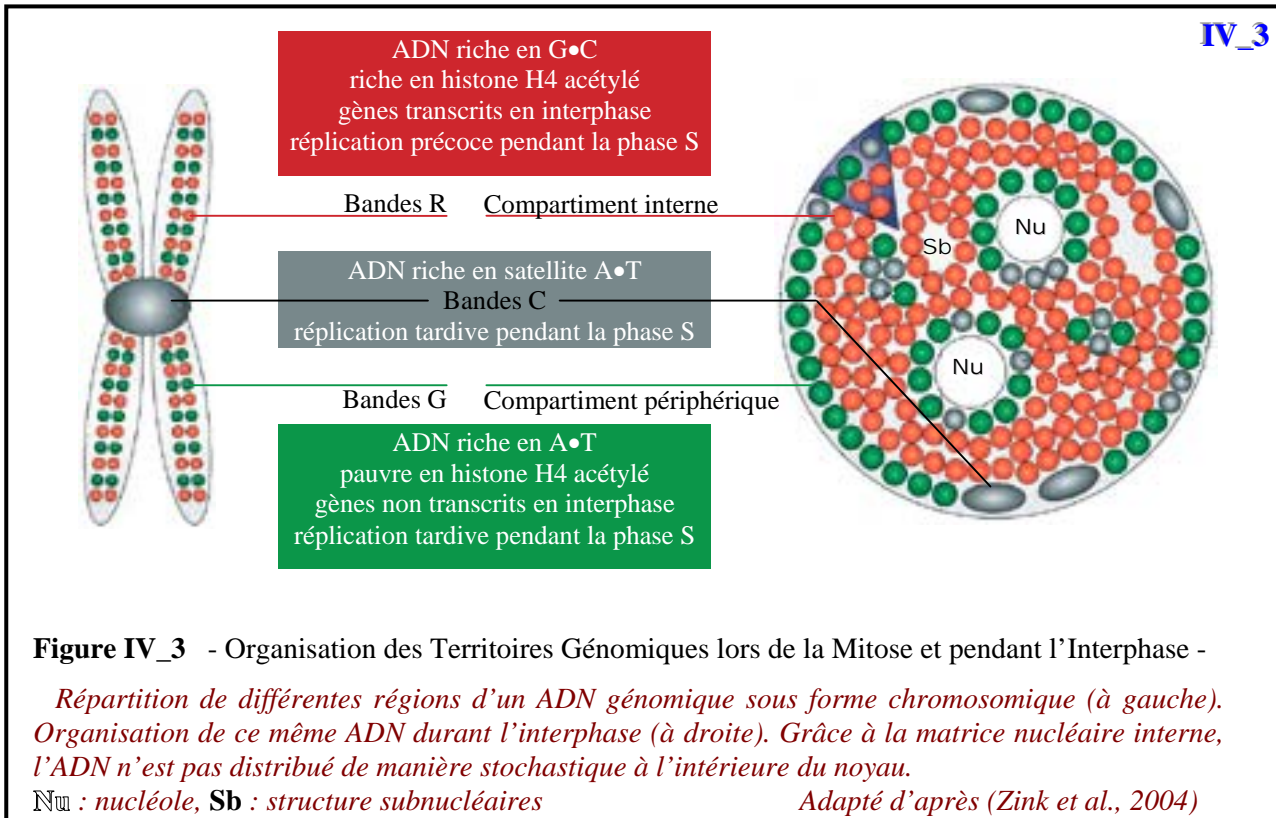 IV_3
ADN riche en G•C
riche en histone H4 acétylé
gènes transcrits en interphase
réplication précoce pendant la phase S
Bandes R Compartiment interne
ADN riche en satellite A•T
Bandes C
réplication tardive pendant la phase S
Bandes G Compartiment périphérique
ADN riche en A•T
pauvre en histone H4 acétylé
gènes non transcrits en interphase
réplication tardive pendant la phase S
Nu
Sb
Nu
Figure IV_3 - Organisation des Territoires Génomiques lors de la Mitose et pendant l’Interphase -
Répartition de différentes régions d’un ADN génomique sous forme chromosomique (à gauche).
Organisation de ce même ADN durant l’interphase (à droite). Grâce à la matrice nucléaire interne,
l’ADN n’est pas distribué de manière stochastique à l’intérieure du noyau.
Nu : nucléole, Sb : structure subnucléaires Adapté d’après (Zink et al., 2004)